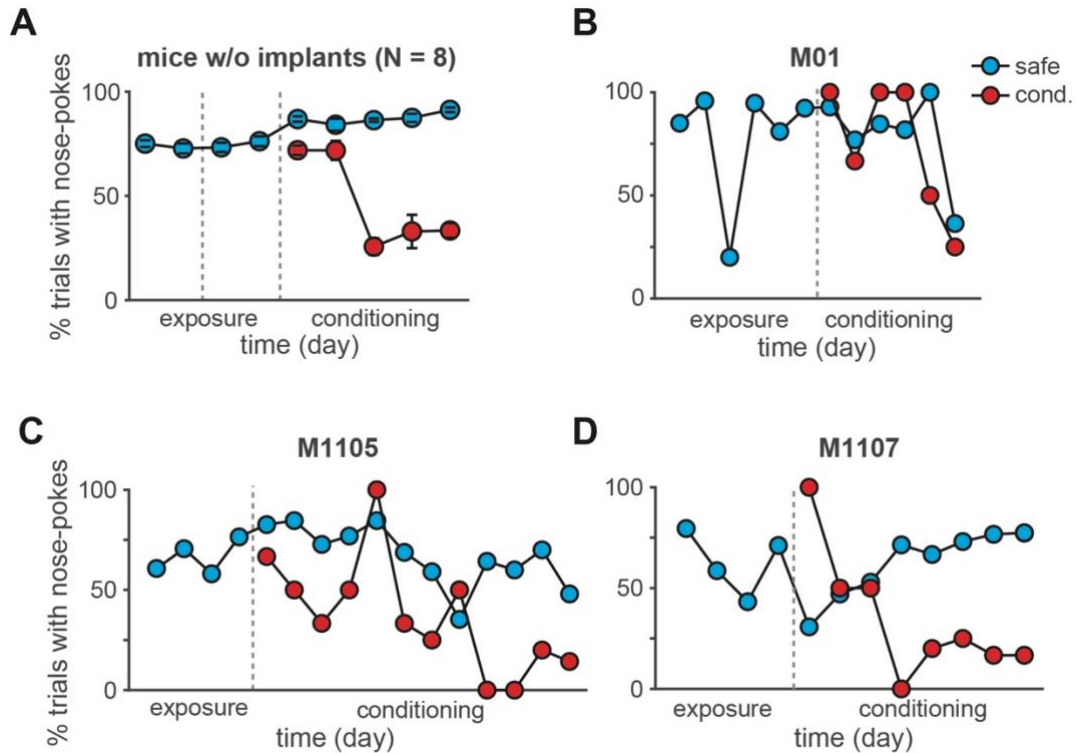 A
mice w/o implants (N = 8)
% trials with nose-pokes
100
50
0
exposure
conditioning
time (day)
B
M01
safe
cond.
100
50
0
exposure
conditioning
time (day)
C
M1105
% trials with nose-pokes
100
50
0
exposure
conditioning
time (day)
D
M1107
100
50
0
exposure
conditioning
time (day)